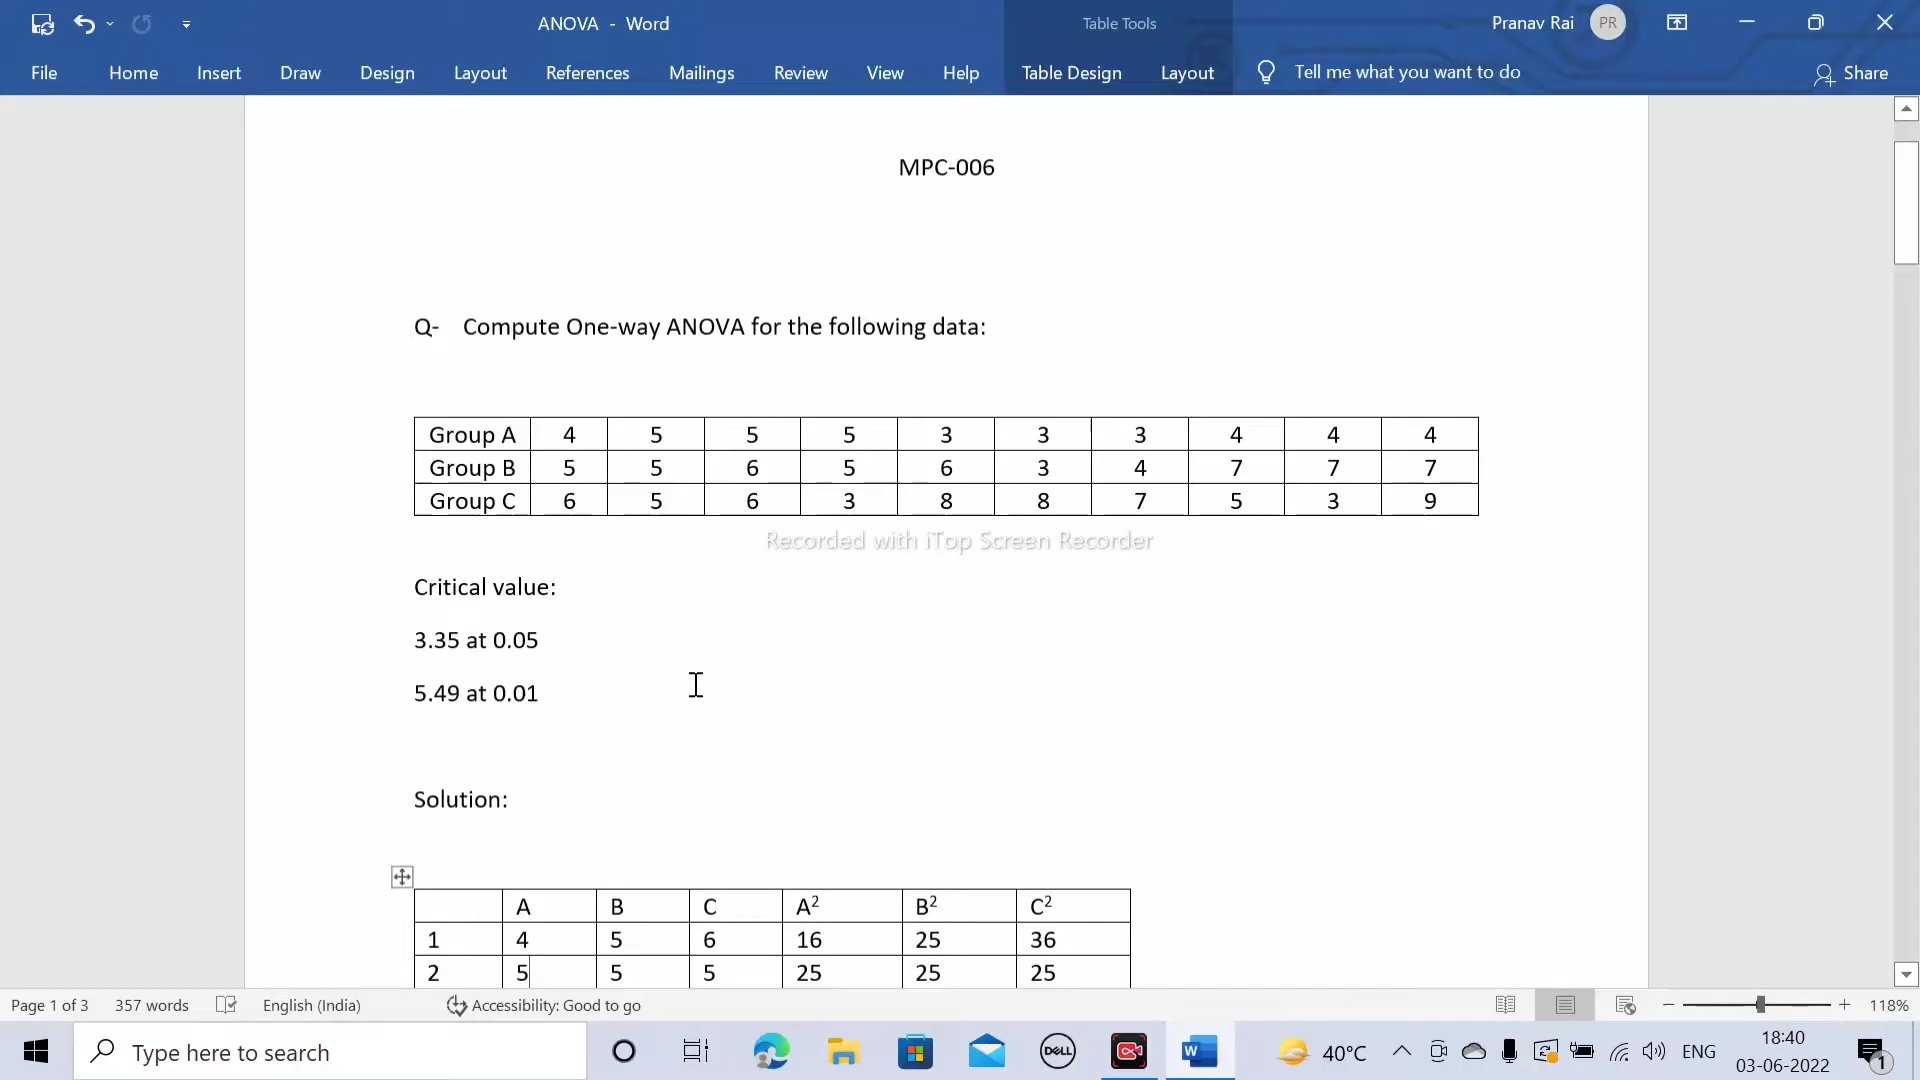 ANOVA - Word
Table Tools
Pranav Rai PR
File Home Insert Draw Design Layout References Mailings Review View Help Table Design Layout Tell me what you want to do Share
MPC-006
Q- Compute One-way ANOVA for the following data:
Group A 4 5 5 5 3 3 3 4 4 4
Group B 5 5 6 5 6 3 4 7 7 7
Group C 6 5 6 3 8 8 7 5 3 9
Recorded with iTop Screen Recorder
Critical value:
3.35 at 0.05
5.49 at 0.01
Solution:
A B C A² B² C²
1 4 5 6 16 25 36
2 5 5 5 25 25 25
Page 1 of 3 357 words English (India) Accessibility: Good to go 118%
Type here to search
DELL
W
40°C
ENG
18:40
03-06-2022
1